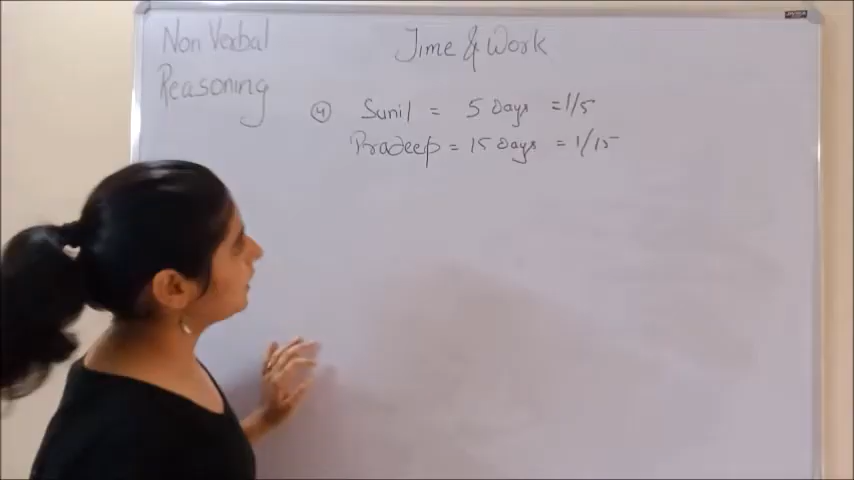 Non Verbal
Reasoning
Time & Work
④ Sunil = 5 Days = 1/5
Pradeep = 15 Days = 1/15